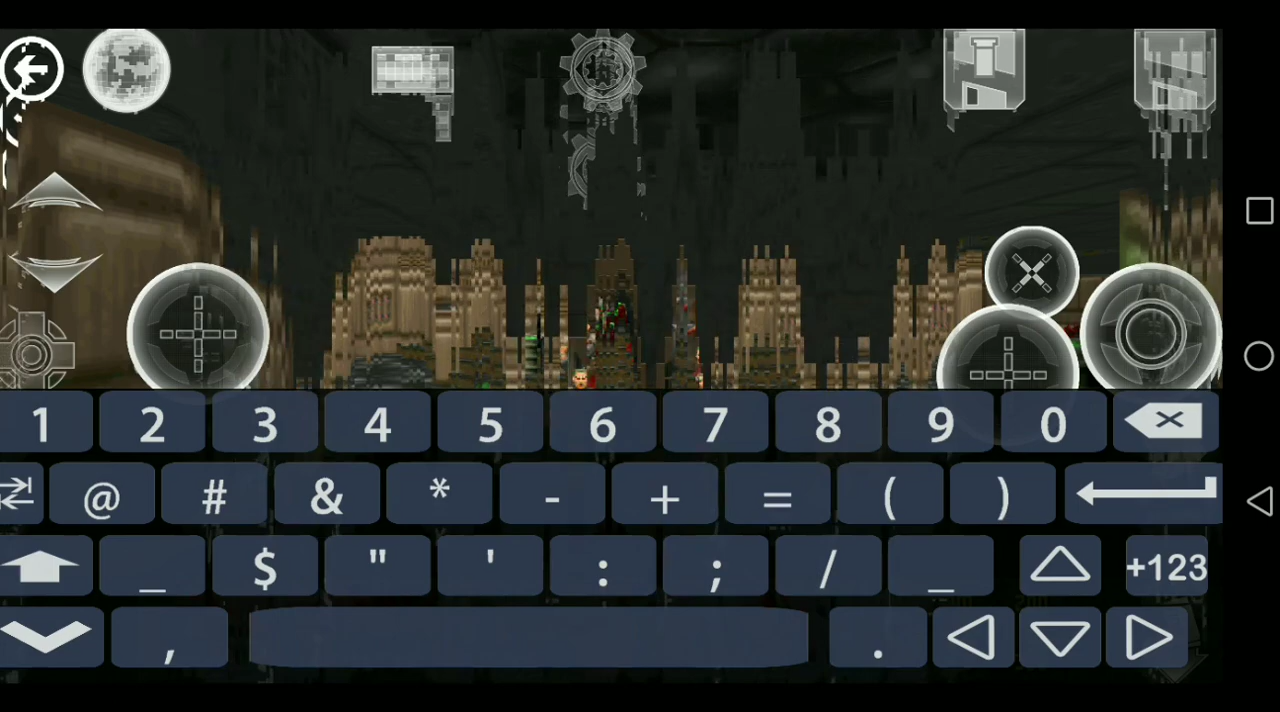 1 2 3 4 5 6 7 8 9 0
@ # & * - + = ( )
_ $ " ' : ; / _ +123
, .